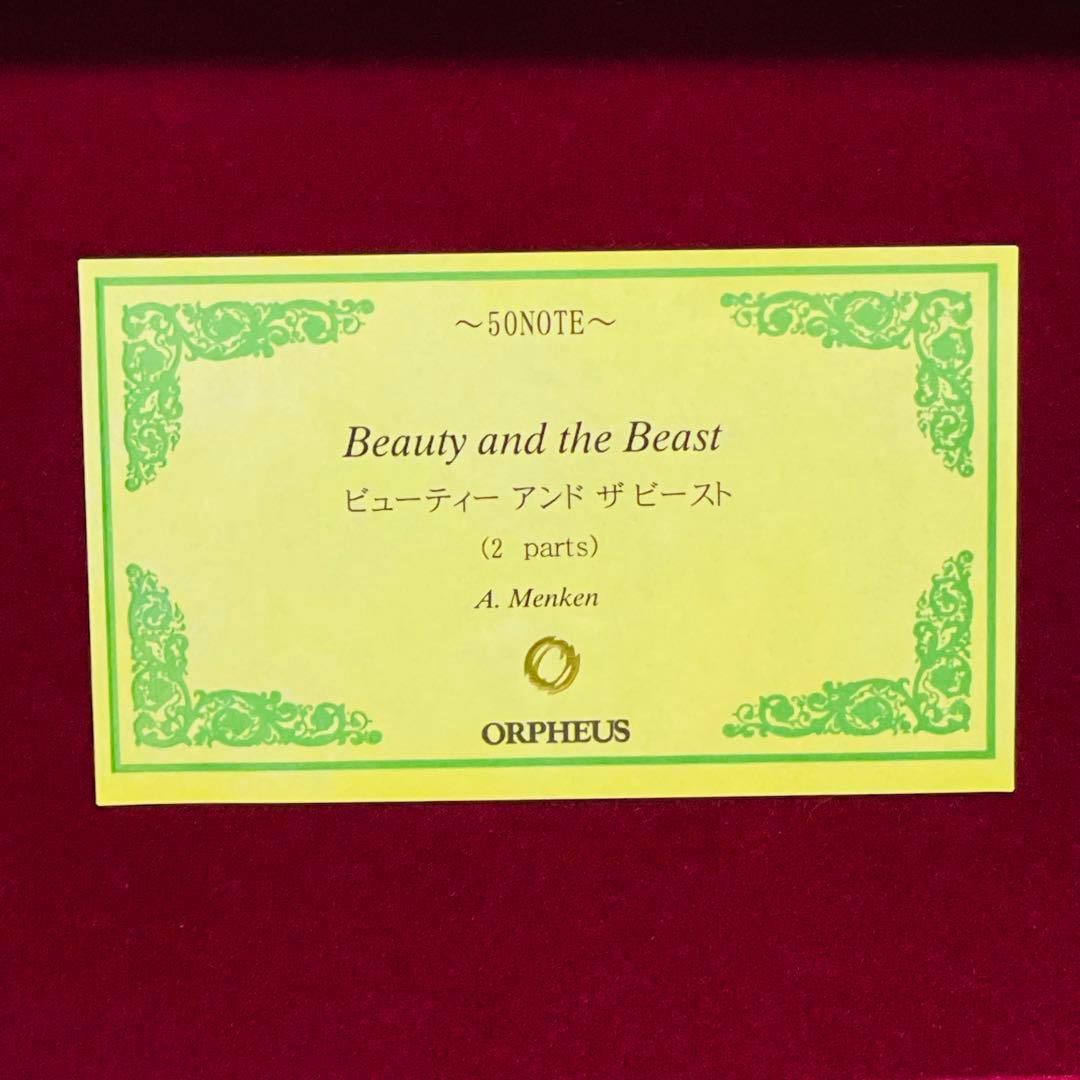 ～50NOTE～
Beauty and the Beast
ビューティー アンド ザ ビースト
(2 parts)
A. Menken
ORPHEUS